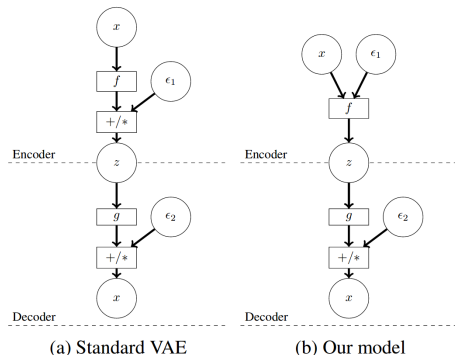 x
f
ϵ₁
+/*
Encoder
z
g
ϵ₂
+/*
x
Decoder
(a) Standard VAE
x
ϵ₁
f
Encoder
z
g
ϵ₂
+/*
x
Decoder
(b) Our model